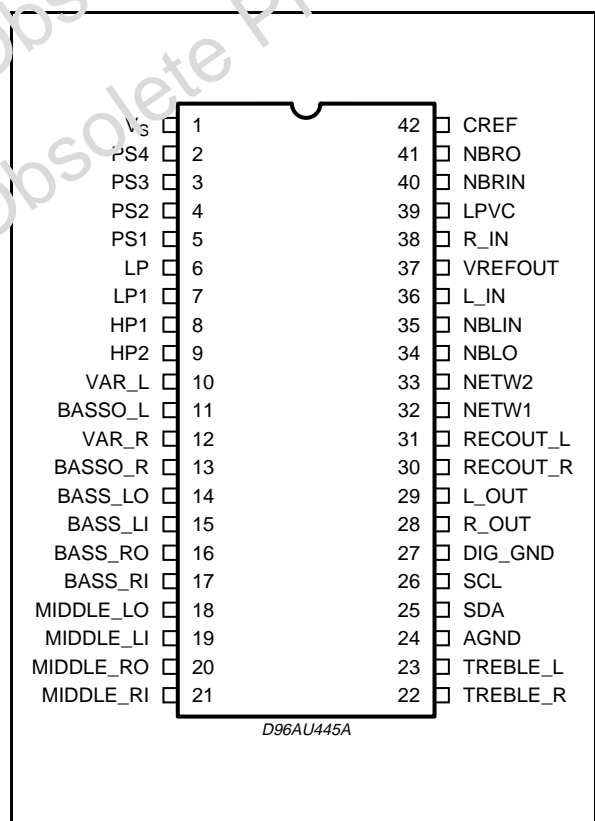 Obsolete P
Obs
VS 1 42 CREF
PS4 2 41 NBRO
PS3 3 40 NBRIN
PS2 4 39 LPVC
PS1 5 38 R_IN
LP 6 37 VREFOUT
LP1 7 36 L_IN
HP1 8 35 NBLIN
HP2 9 34 NBLO
VAR_L 10 33 NETW2
BASSO_L 11 32 NETW1
VAR_R 12 31 RECOUT_L
BASSO_R 13 30 RECOUT_R
BASS_LO 14 29 L_OUT
BASS_LI 15 28 R_OUT
BASS_RO 16 27 DIG_GND
BASS_RI 17 26 SCL
MIDDLE_LO 18 25 SDA
MIDDLE_LI 19 24 AGND
MIDDLE_RO 20 23 TREBLE_L
MIDDLE_RI 21 22 TREBLE_R
D96AU445A